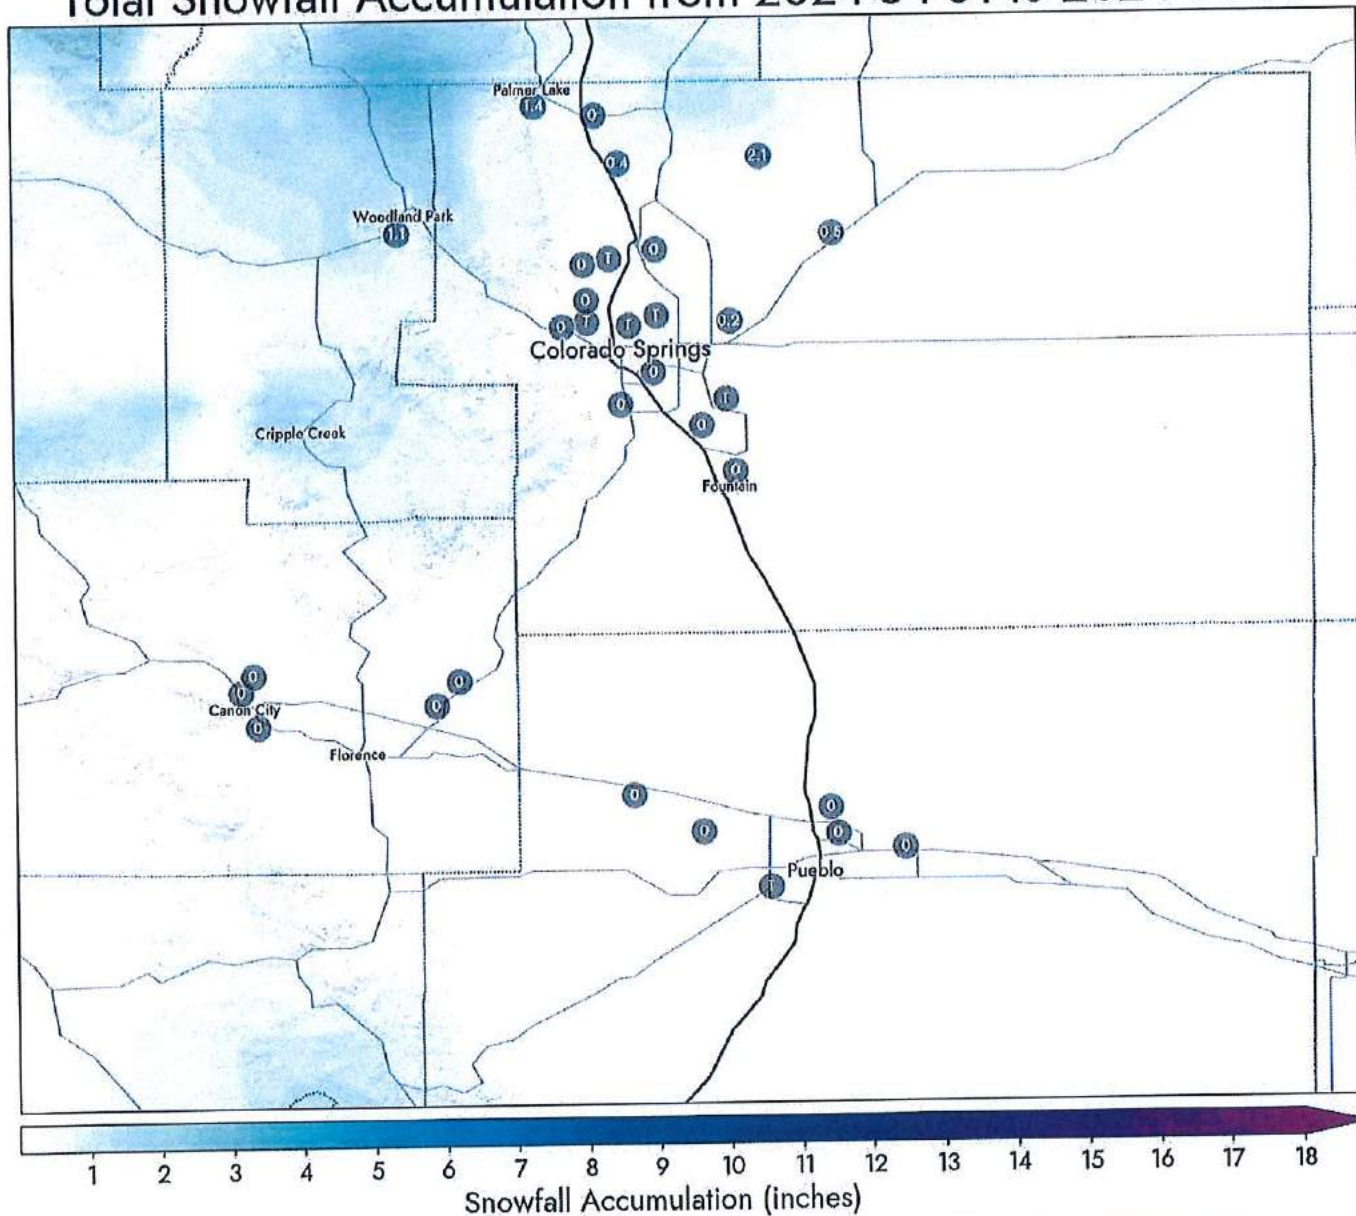 Total Snowfall Accumulation from
Palmer Lake
1.4
0
0.4
2.1
Woodland Park
1.1
0.5
0
T
0
0
0
T
T
T
0.2
Colorado Springs
0
0
T
0
Cripple Creek
0
Fountain
0
0
Canon City
0
0
0
Florence
0
0
0
0
0
Pueblo
T
1 2 3 4 5 6 7 8 9 10 11 12 13 14 15 16 17 18
Snowfall Accumulation (inches)